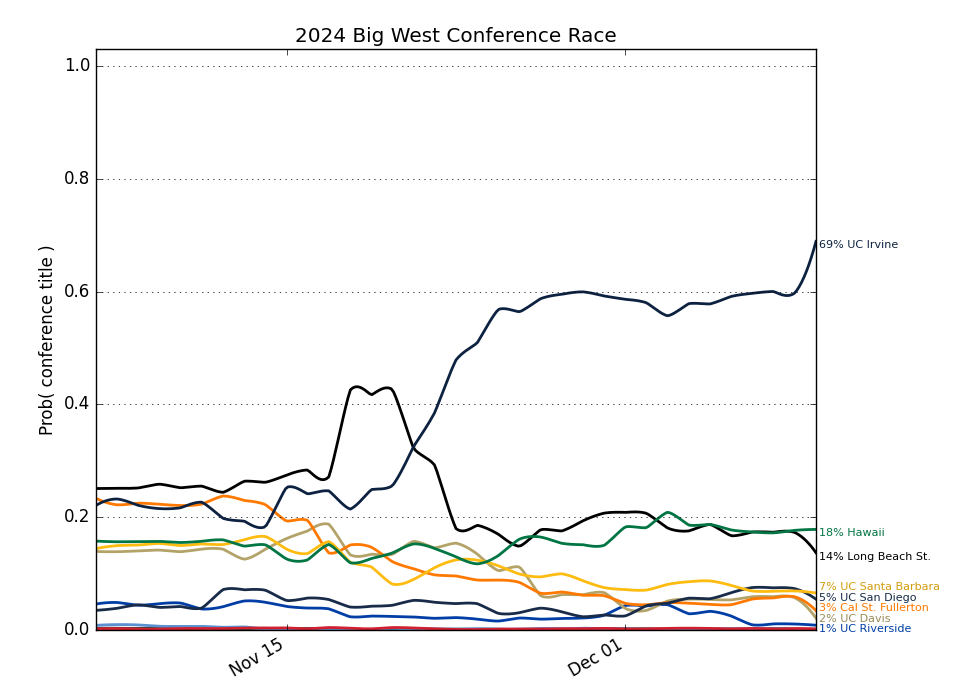 2024 Big West Conference Race
Prob( conference title )
1.0
0.8
0.6
0.4
0.2
0.0
Nov 15
Dec 01
69% UC Irvine
18% Hawaii
14% Long Beach St.
7% UC Santa Barbara
5% UC San Diego
3% Cal St. Fullerton
2% UC Davis
1% UC Riverside